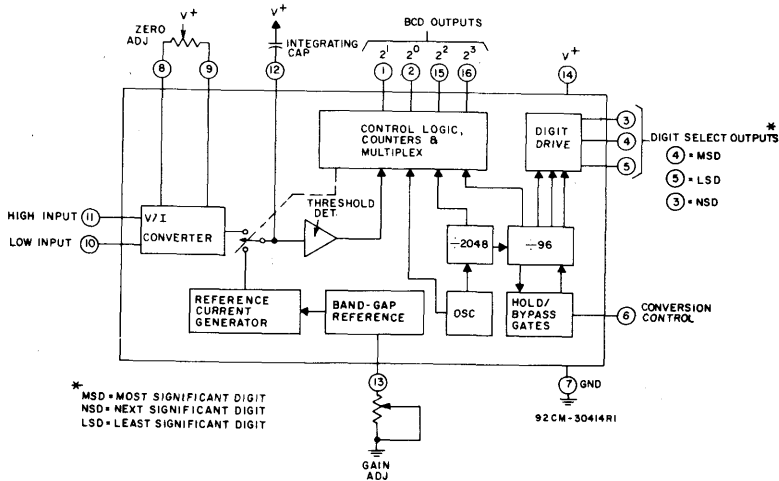 V+
ZERO
ADJ
8
9
V+
INTEGRATING
CAP
12
BCD OUTPUTS
2¹ 2⁰ 2² 2³
1 2 15 16
V+
14
CONTROL LOGIC,
COUNTERS &
MULTIPLEX
DIGIT
DRIVE
3
4
5
DIGIT SELECT OUTPUTS*
4 = MSD
5 = LSD
3 = NSD
HIGH INPUT 11
LOW INPUT 10
V/I
CONVERTER
THRESHOLD
DET.
÷2048
÷96
REFERENCE
CURRENT
GENERATOR
BAND-GAP
REFERENCE
OSC
HOLD/
BYPASS
GATES
6 CONVERSION
CONTROL
13
7 GND
*
MSD = MOST SIGNIFICANT DIGIT
NSD = NEXT SIGNIFICANT DIGIT
LSD = LEAST SIGNIFICANT DIGIT
92CM-30414R1
GAIN
ADJ